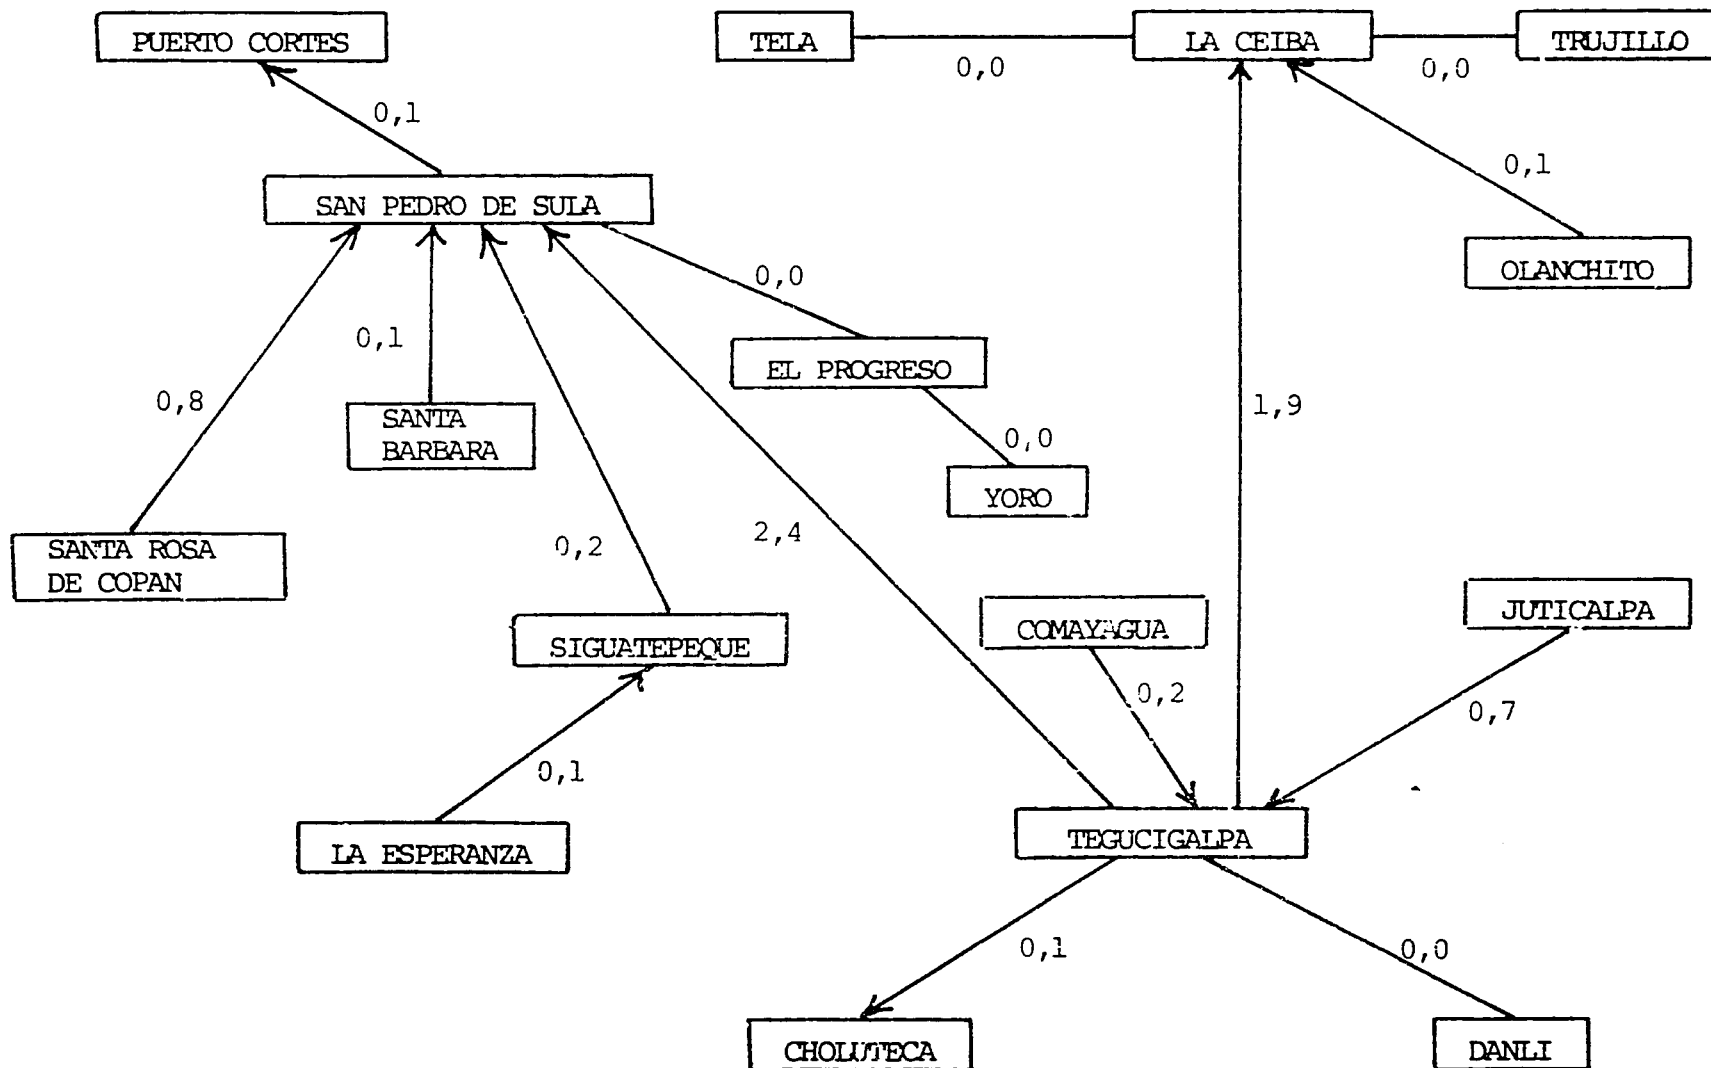 PUERTO CORTES
TELA
LA CEIBA
TRUJILLO
0,0
0,0
0,1
0,1
SAN PEDRO DE SULA
OLANCHITO
0,0
0,1
EL PROGRESO
0,8
SANTA
BARBARA
1,9
0,0
YORO
2,4
0,2
SANTA ROSA
DE COPAN
JUTICALPA
COMAYAGUA
SIGUATEPEQUE
0,2
0,7
0,1
TEGUCIGALPA
LA ESPERANZA
0,1
0,0
CHOLUTECA
DANLI